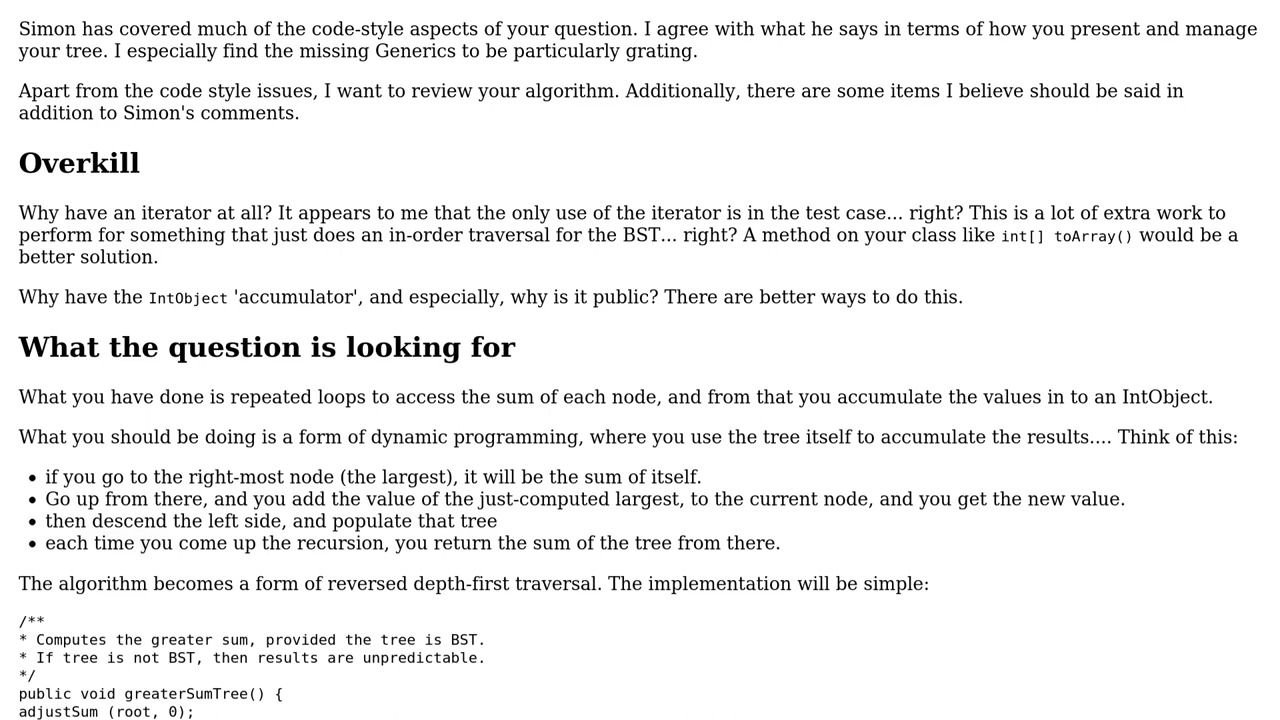 Simon has covered much of the code-style aspects of your question. I agree with what he says in terms of how you present and manage
your tree. I especially find the missing Generics to be particularly grating.
Apart from the code style issues, I want to review your algorithm. Additionally, there are some items I believe should be said in
addition to Simon's comments.
Overkill
Why have an iterator at all? It appears to me that the only use of the iterator is in the test case... right? This is a lot of extra work to
perform for something that just does an in-order traversal for the BST... right? A method on your class like int[] toArray() would be a
better solution.
Why have the IntObject 'accumulator', and especially, why is it public? There are better ways to do this.
What the question is looking for
What you have done is repeated loops to access the sum of each node, and from that you accumulate the values in to an IntObject.
What you should be doing is a form of dynamic programming, where you use the tree itself to accumulate the results.... Think of this:
• if you go to the right-most node (the largest), it will be the sum of itself.
• Go up from there, and you add the value of the just-computed largest, to the current node, and you get the new value.
• then descend the left side, and populate that tree
• each time you come up the recursion, you return the sum of the tree from there.
The algorithm becomes a form of reversed depth-first traversal. The implementation will be simple:
/**
* Computes the greater sum, provided the tree is BST.
* If tree is not BST, then results are unpredictable.
*/
public void greaterSumTree() {
adjustSum (root, 0);